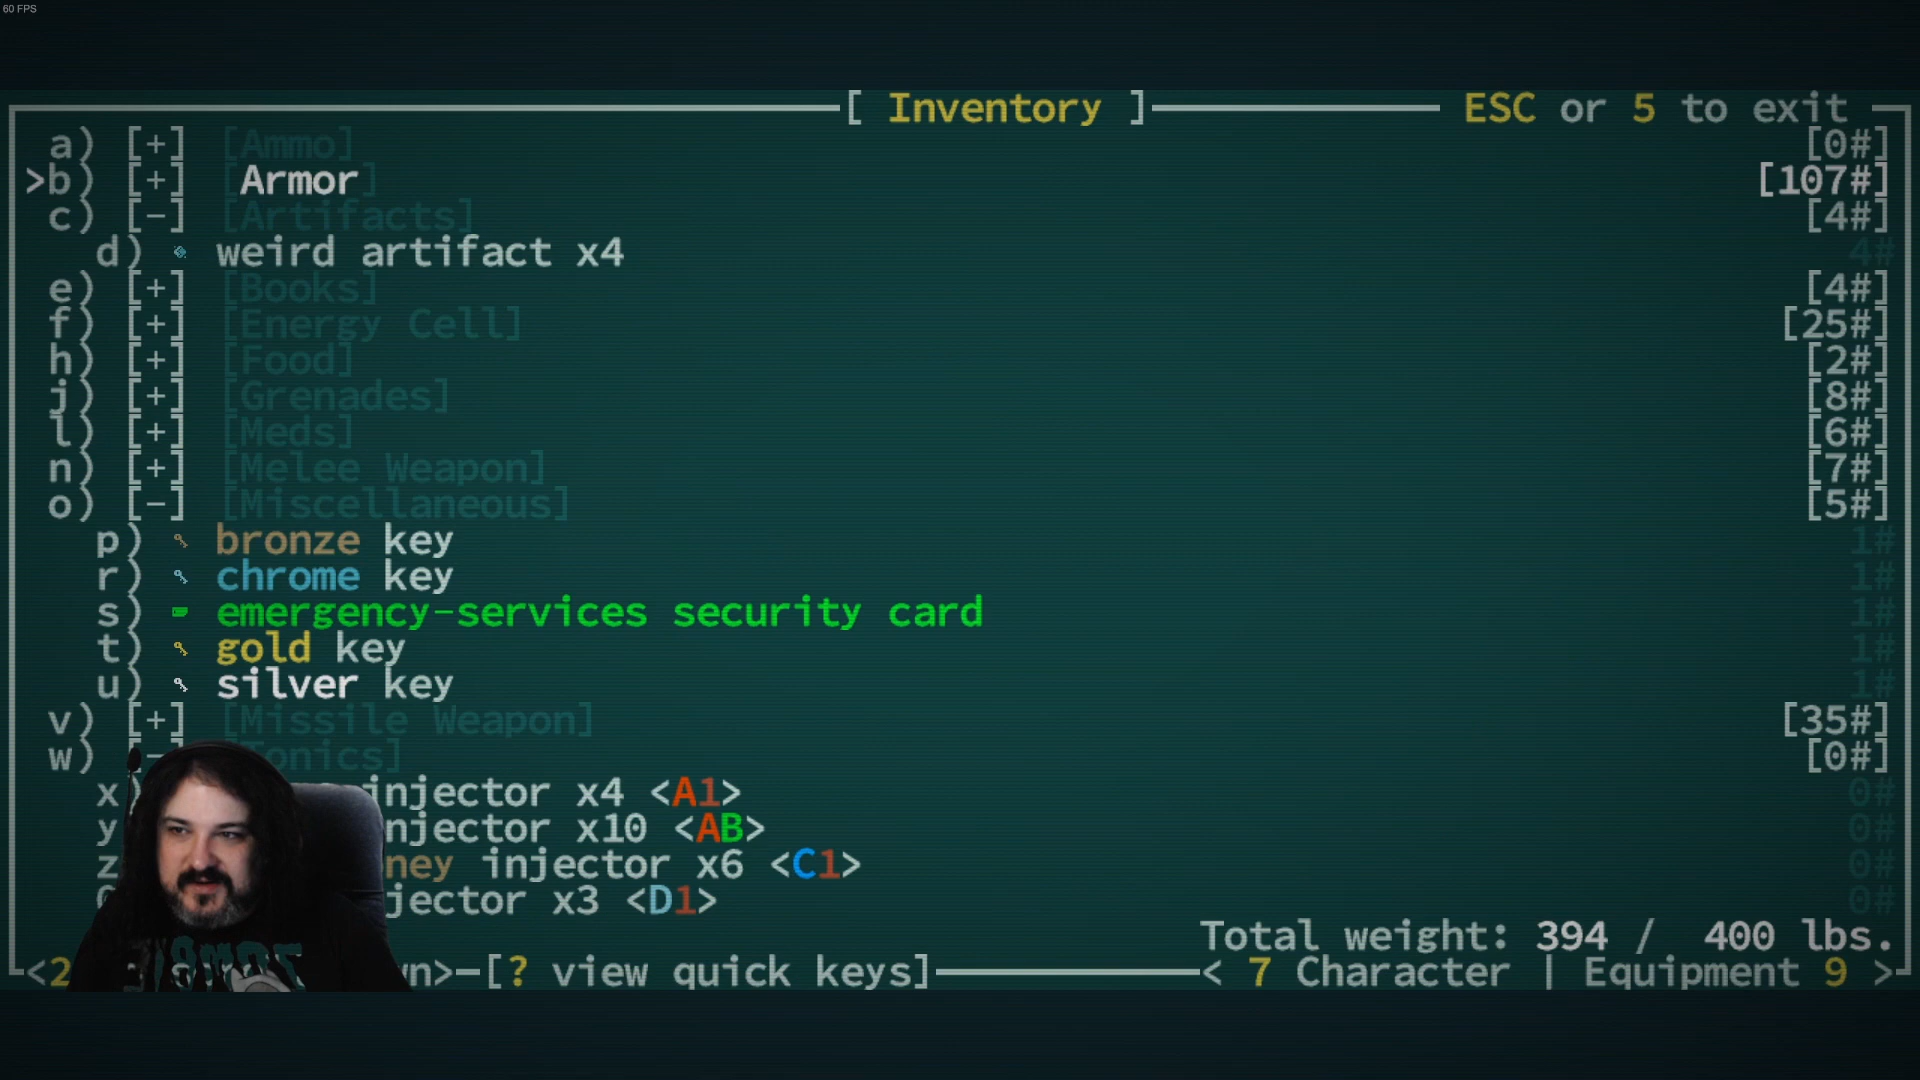 60 FPS
[ Inventory ] ESC or 5 to exit
a) [+] [Ammo] [0#]
>b) [+] [Armor] [107#]
c) [-] [Artifacts] [4#]
d) weird artifact x4 4#
e) [+] [Books] [4#]
f) [+] [Energy Cell] [25#]
h) [+] [Food] [2#]
j) [+] [Grenades] [8#]
l) [+] [Meds] [6#]
n) [+] [Melee Weapon] [7#]
o) [-] [Miscellaneous] [5#]
p) bronze key 1#
r) chrome key 1#
s) emergency-services security card 1#
t) gold key 1#
u) silver key 1#
v) [+] [Missile Weapon] [35#]
w) [-] [Tonics] [0#]
x) injector x4 <A1> 0#
y injector x10 <AB> 0#
z injector x6 <C1> 0#
injector x3 <D1> 0#
Total weight: 394 / 400 lbs.
<2 [? view quick keys] < 7 Character | Equipment 9 >